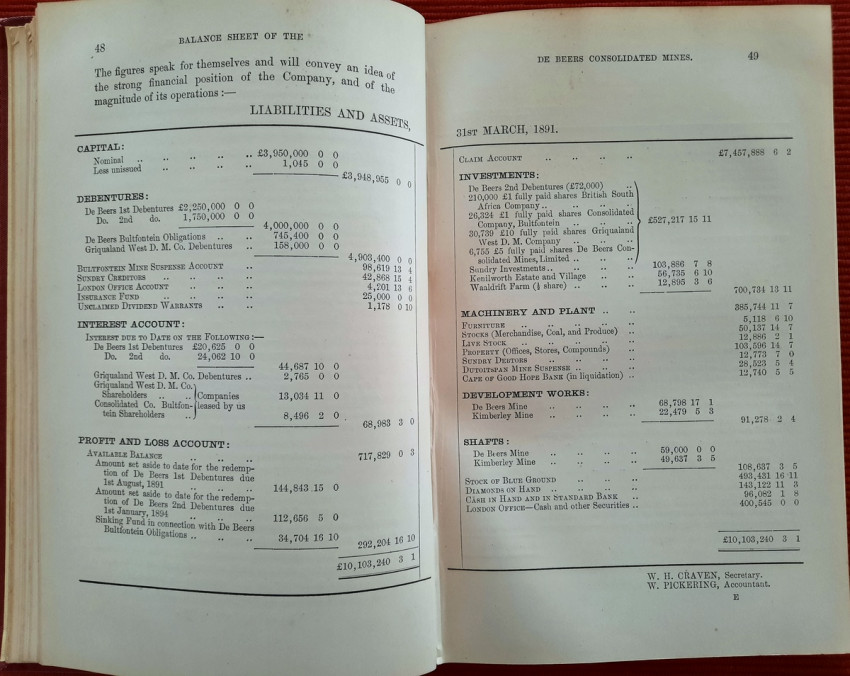 48
BALANCE SHEET OF THE
The figures speak for themselves and will convey an idea of
the strong financial position of the Company, and of the
magnitude of its operations :—
LIABILITIES AND ASSETS,
CAPITAL:
Nominal .. .. .. .. .. £3,950,000 0 0
Less unissued .. .. .. .. 1,045 0 0
£3,948,955 0 0
DEBENTURES:
De Beers 1st Debentures £2,250,000 0 0
Do. 2nd do. 1,750,000 0 0
4,000,000 0 0
De Beers Bultfontein Obligations .. .. 745,400 0 0
Griqualand West D. M. Co. Debentures .. 158,000 0 0
4,903,400 0 0
BULTFONTEIN MINE SUSPENSE ACCOUNT .. 98,619 13 4
SUNDRY CREDITORS .. .. .. .. 42,868 15 4
LONDON OFFICE ACCOUNT .. .. .. 4,201 13 6
INSURANCE FUND .. .. .. .. 25,000 0 0
UNCLAIMED DIVIDEND WARRANTS .. .. 1,178 0 10
INTEREST ACCOUNT:
INTEREST DUE TO DATE ON THE FOLLOWING :—
De Beers 1st Debentures £20,625 0 0
Do. 2nd do. 24,062 10 0
44,687 10 0
Griqualand West D. M. Co. Debentures .. 2,765 0 0
Griqualand West D. M. Co.
Shareholders .. .. Companies 13,034 11 0
Consolidated Co. Bultfon- leased by us
tein Shareholders .. 8,496 2 0
68,983 3 0
PROFIT AND LOSS ACCOUNT:
AVAILABLE BALANCE .. .. .. 717,829 0 3
Amount set aside to date for the redemp-
tion of De Beers 1st Debentures due
1st August, 1891 .. .. .. 144,843 15 0
Amount set aside to date for the redemp-
tion of De Beers 2nd Debentures due
1st January, 1894 .. .. .. 112,656 5 0
Sinking Fund in connection with De Beers
Bultfontein Obligations .. .. .. 34,704 16 10
292,204 16 10
£10,103,240 3 1
DE BEERS CONSOLIDATED MINES.
49
31ST MARCH, 1891.
CLAIM ACCOUNT .. .. .. .. £7,457,888 6 2
INVESTMENTS:
De Beers 2nd Debentures (£72,000) ..
210,000 £1 fully paid shares British South
Africa Company .. .. .. ..
26,324 £1 fully paid shares Consolidated
Company, Bultfontein .. .. £527,217 15 11
30,739 £10 fully paid shares Griqualand
West D. M. Company .. ..
6,755 £5 fully paid shares De Beers Con-
solidated Mines, Limited .. ..
Sundry Investments .. .. .. .. 103,886 7 8
Kenilworth Estate and Village .. .. 56,735 6 10
Waaldrift Farm (½ share) .. .. .. 12,895 3 6
700,734 13 11
MACHINERY AND PLANT .. .. 385,744 11 7
FURNITURE .. .. .. .. .. 5,118 6 10
STOCKS (Merchandise, Coal, and Produce) .. 50,137 14 7
LIVE STOCK .. .. .. .. .. 12,886 2 1
PROPERTY (Offices, Stores, Compounds) .. 103,596 14 7
SUNDRY DEBTORS .. .. .. .. 12,773 7 0
DUTOITSPAN MINE SUSPENSE .. .. .. 28,523 5 4
CAPE OF GOOD HOPE BANK (in liquidation) .. 12,740 5 5
DEVELOPMENT WORKS:
De Beers Mine .. .. .. .. 68,798 17 1
Kimberley Mine .. .. .. .. 22,479 5 3
91,278 2 4
SHAFTS:
De Beers Mine .. .. .. .. 59,000 0 0
Kimberley Mine .. .. .. .. 49,637 3 5
108,637 3 5
STOCK OF BLUE GROUND .. .. .. 493,431 16 11
DIAMONDS ON HAND .. .. .. .. 143,122 11 3
CASH IN HAND AND IN STANDARD BANK .. 96,082 1 8
LONDON OFFICE—Cash and other Securities .. 400,545 0 0
£10,103,240 3 1
W. H. CRAVEN, Secretary.
W. PICKERING, Accountant.
E